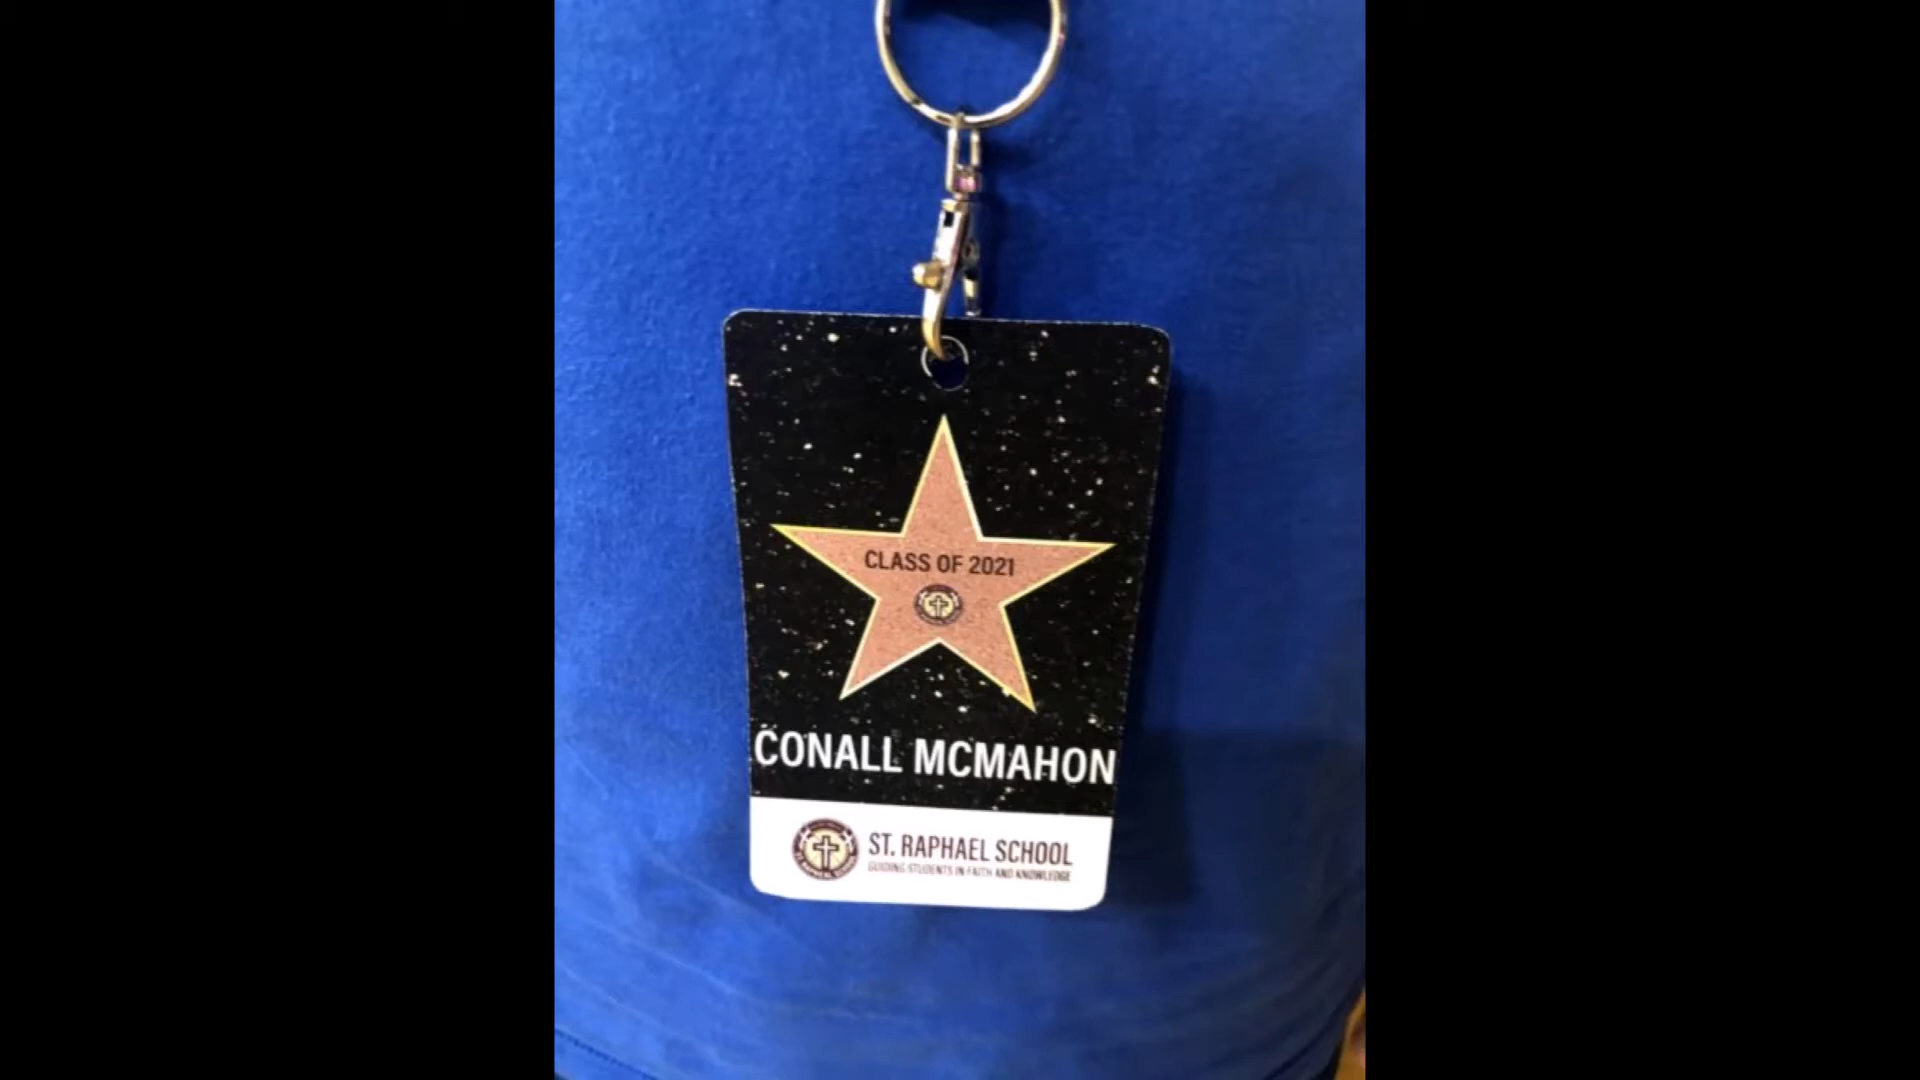 CLASS OF 2021
CONALL MCMAHON
ST. RAPHAEL SCHOOL
GUIDING STUDENTS IN FAITH AND KNOWLEDGE